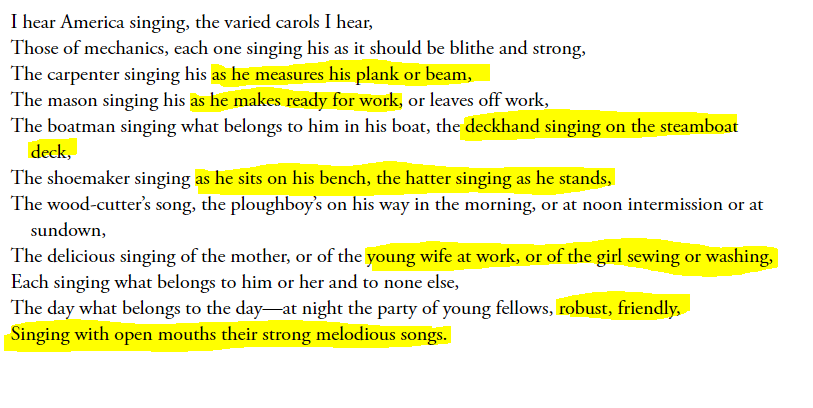 I hear America singing, the varied carols I hear,
Those of mechanics, each one singing his as it should be blithe and strong,
The carpenter singing his as he measures his plank or beam,
The mason singing his as he makes ready for work, or leaves off work,
The boatman singing what belongs to him in his boat, the deckhand singing on the steamboat
deck,
The shoemaker singing as he sits on his bench, the hatter singing as he stands,
The wood-cutter’s song, the ploughboy’s on his way in the morning, or at noon intermission or at
sundown,
The delicious singing of the mother, or of the young wife at work, or of the girl sewing or washing,
Each singing what belongs to him or her and to none else,
The day what belongs to the day—at night the party of young fellows, robust, friendly,
Singing with open mouths their strong melodious songs.